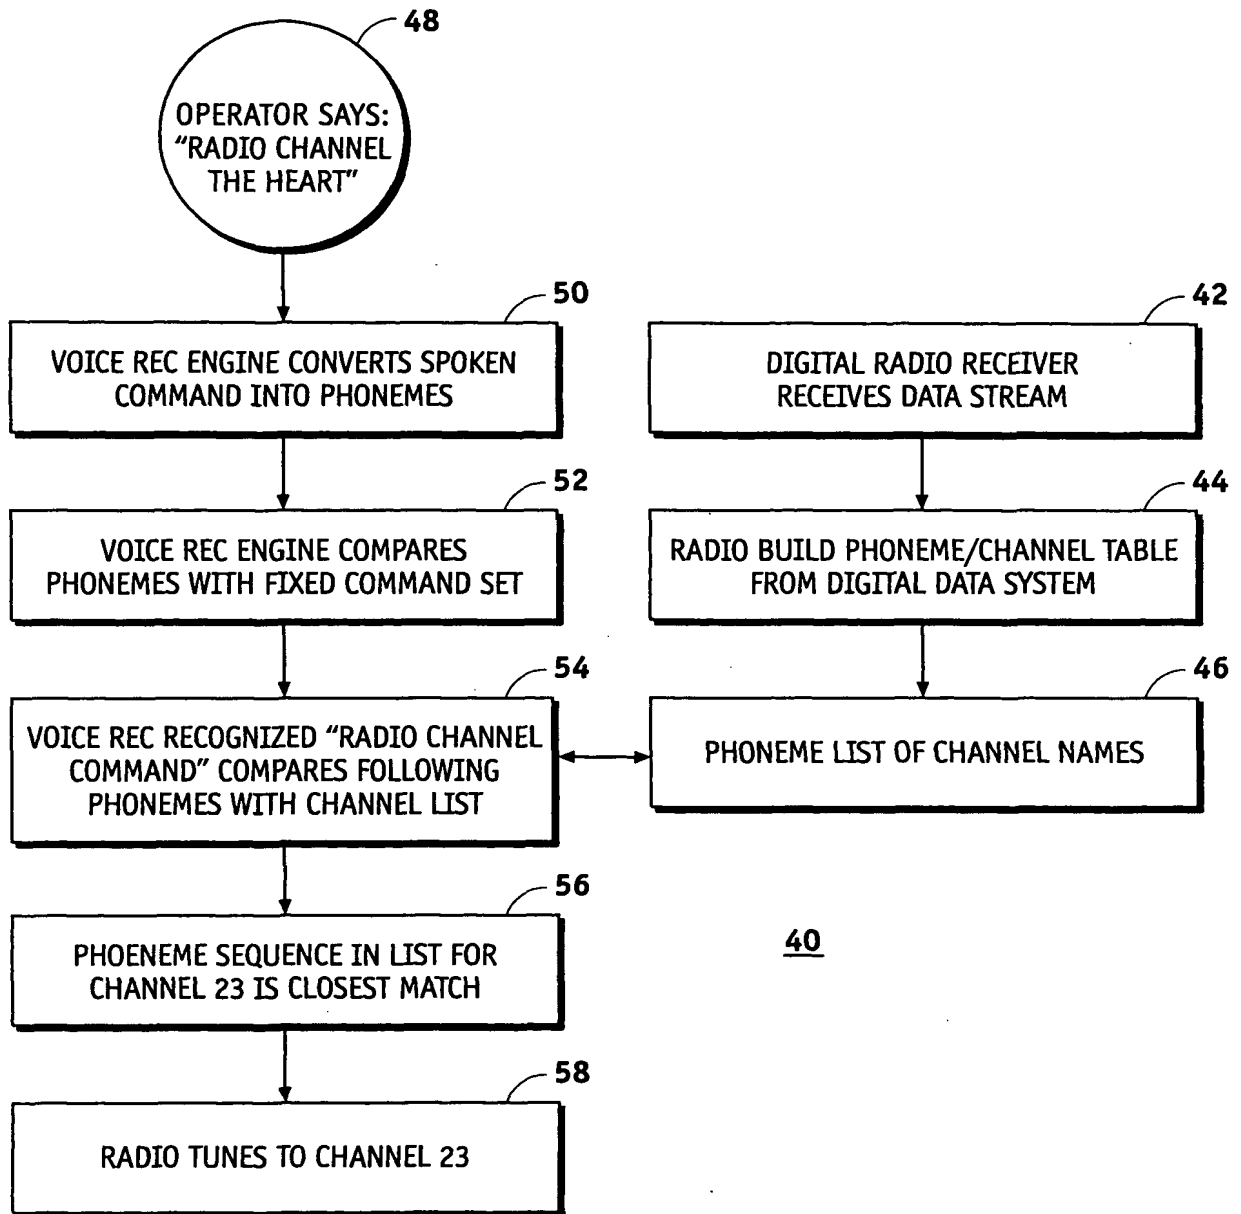 48
OPERATOR SAYS:
“RADIO CHANNEL
THE HEART”
50
VOICE REC ENGINE CONVERTS SPOKEN
COMMAND INTO PHONEMES
42
DIGITAL RADIO RECEIVER
RECEIVES DATA STREAM
52
VOICE REC ENGINE COMPARES
PHONEMES WITH FIXED COMMAND SET
44
RADIO BUILD PHONEME/CHANNEL TABLE
FROM DIGITAL DATA SYSTEM
54
VOICE REC RECOGNIZED “RADIO CHANNEL
COMMAND” COMPARES FOLLOWING
PHONEMES WITH CHANNEL LIST
46
PHONEME LIST OF CHANNEL NAMES
56
PHOENEME SEQUENCE IN LIST FOR
CHANNEL 23 IS CLOSEST MATCH
40
58
RADIO TUNES TO CHANNEL 23